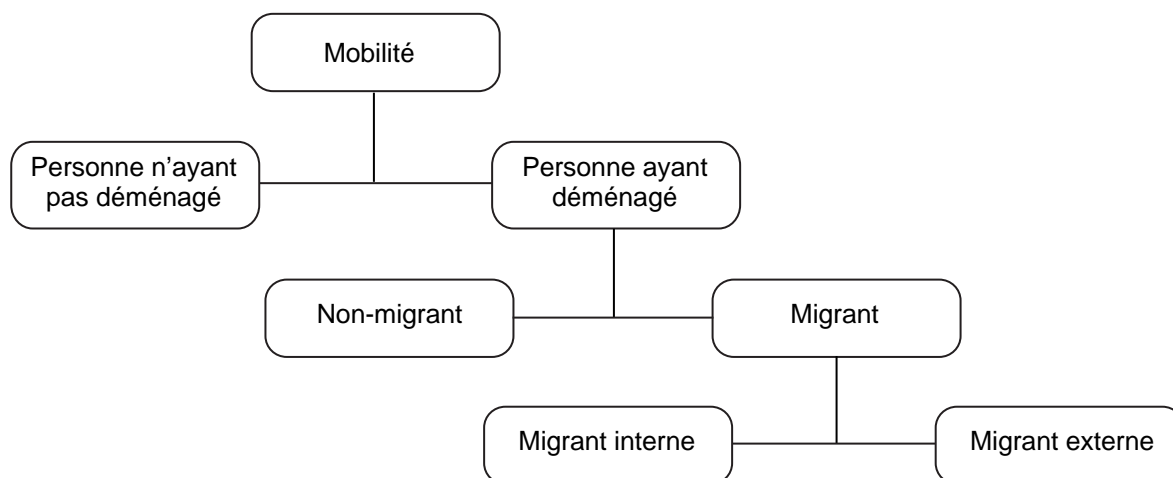 Mobilité
Personne n'ayant
pas déménagé
Personne ayant
déménagé
Non-migrant
Migrant
Migrant interne
Migrant externe